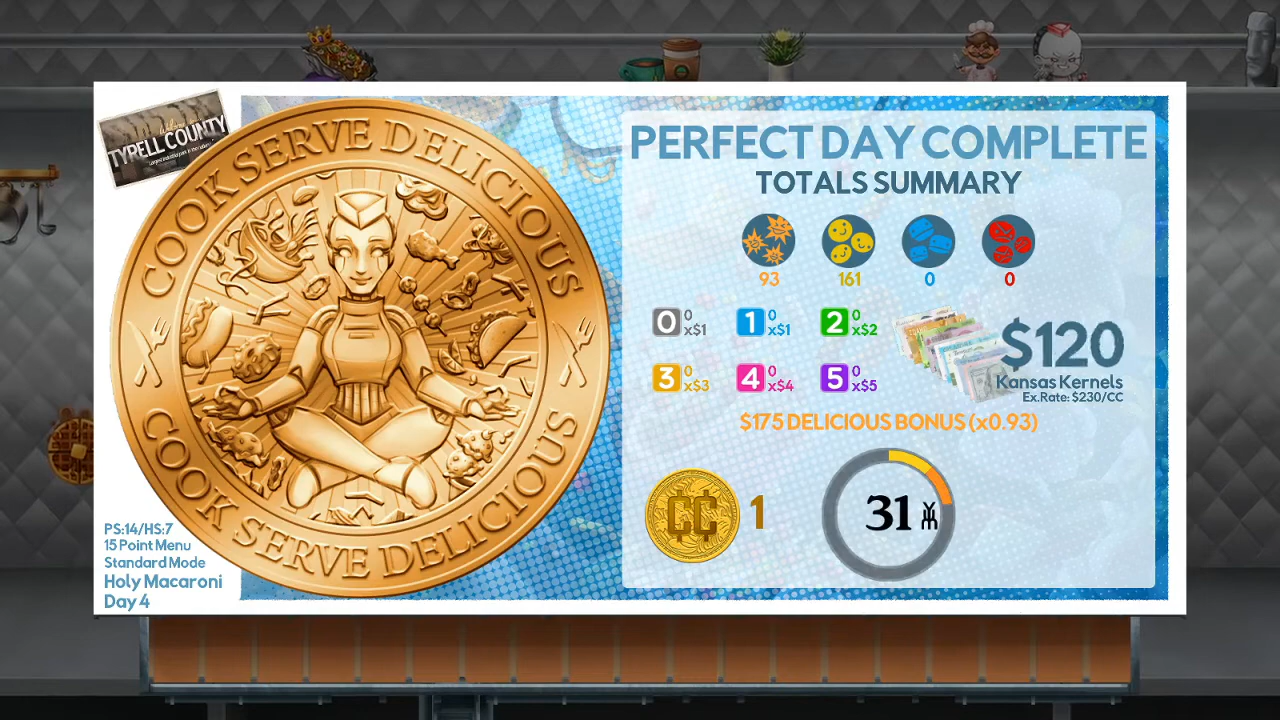 TYRELL COUNTY
COOK SERVE DELICIOUS
COOK SERVE DELICIOUS
PS:14/HS:7
15 Point Menu
Standard Mode
Holy Macaroni
Day 4
PERFECT DAY COMPLETE
TOTALS SUMMARY
93 161 0 0
0 0 x$1 1 0 x$1 2 0 x$2
3 0 x$3 4 0 x$4 5 0 x$5
$120
Kansas Kernels
Ex.Rate: $230/CC
$175 DELICIOUS BONUS (x0.93)
CC 1 31